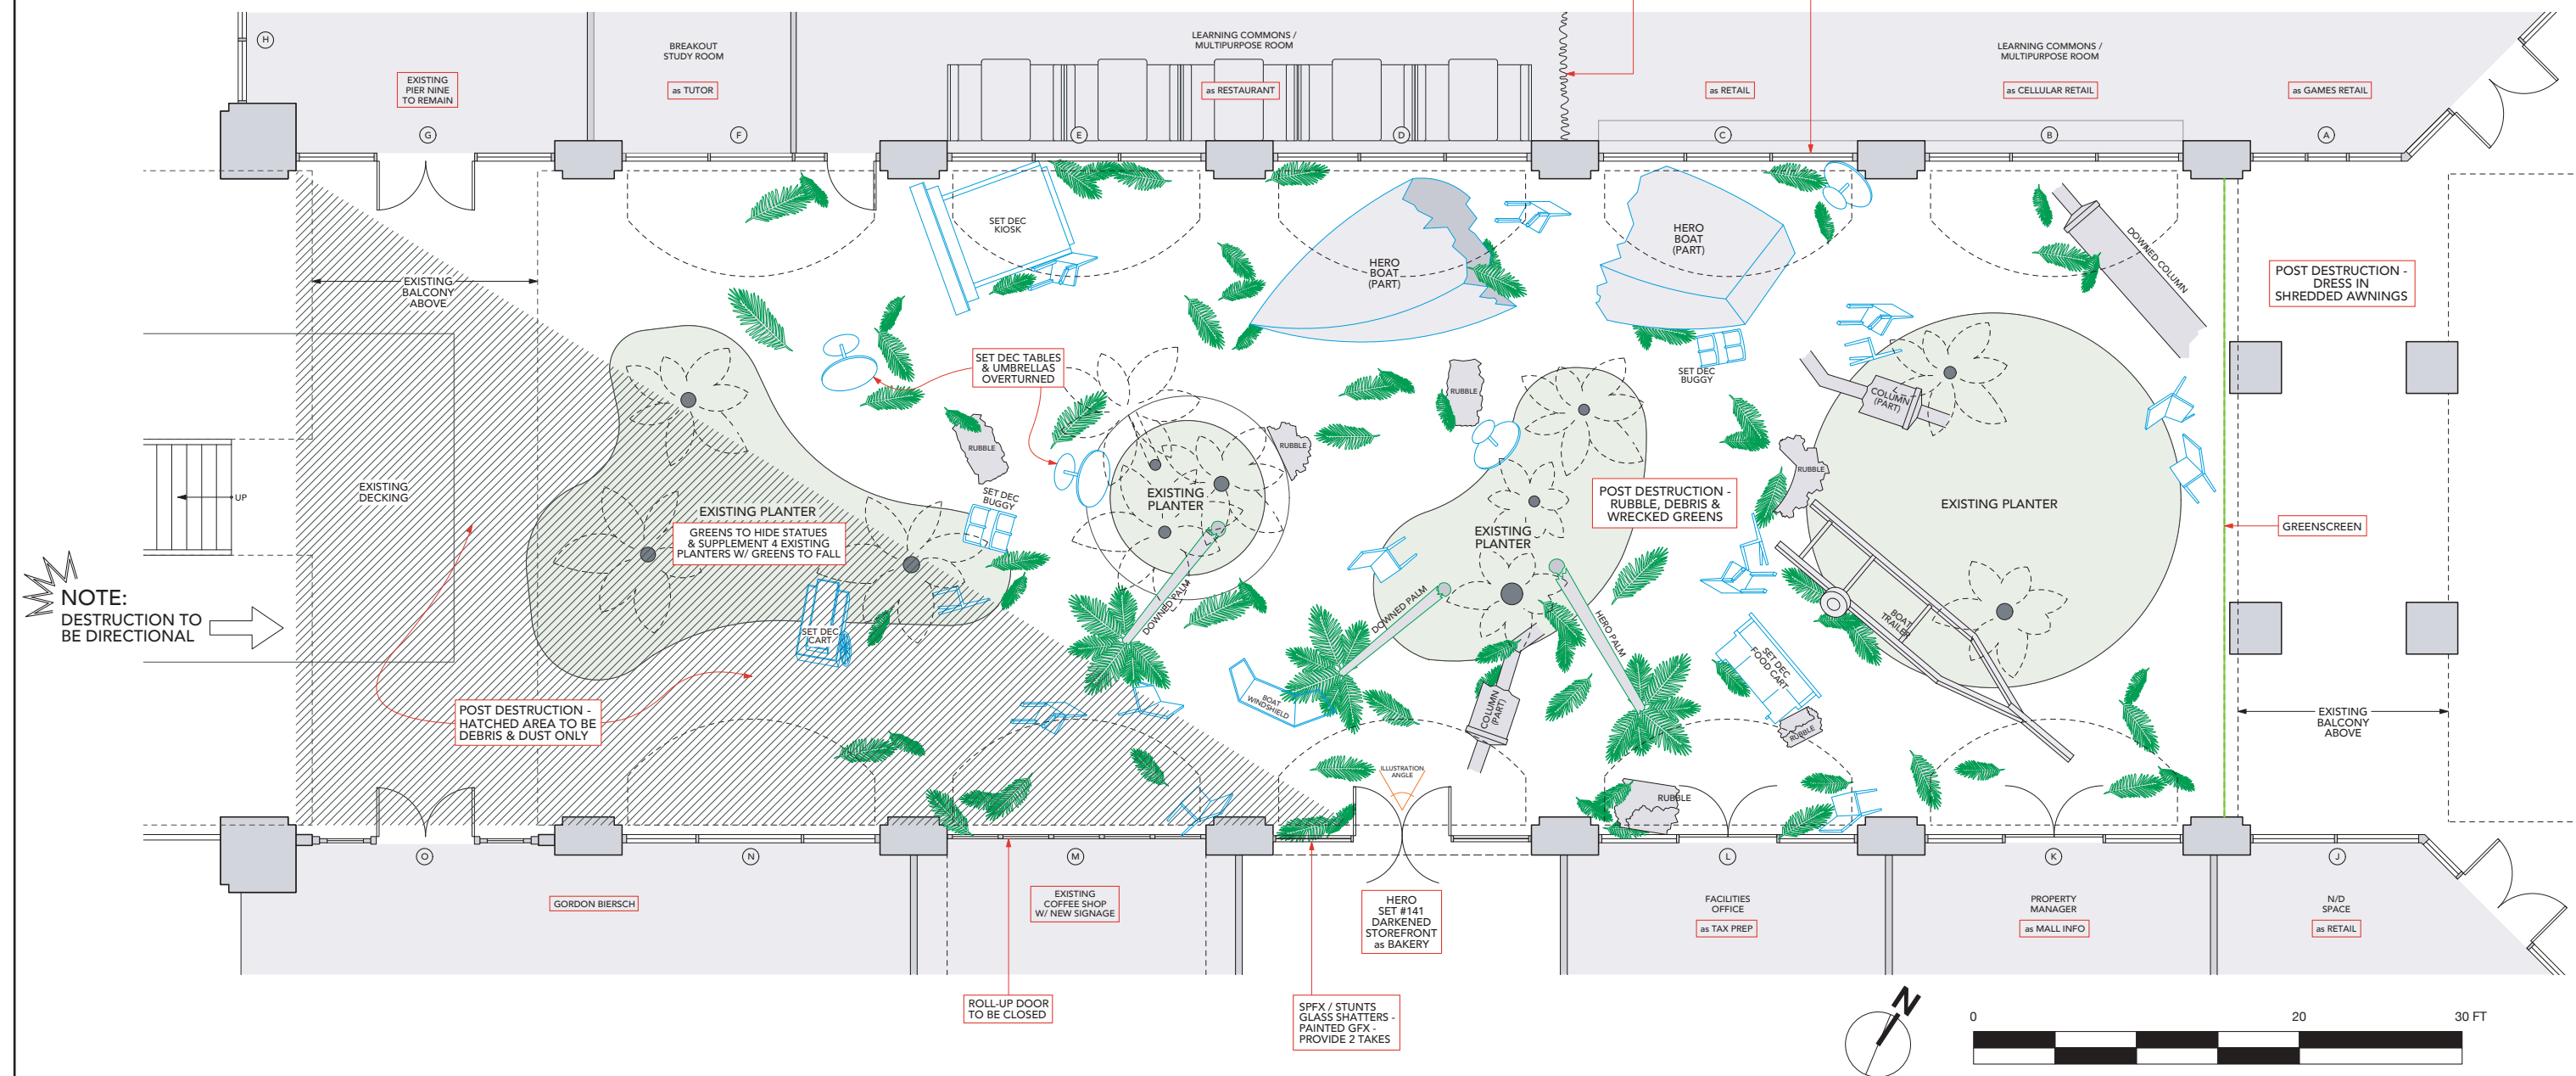 H
EXISTING
PIER NINE
TO REMAIN
G
BREAKOUT
STUDY ROOM
as TUTOR
F
LEARNING COMMONS /
MULTIPURPOSE ROOM
as RESTAURANT
E
D
LEARNING COMMONS /
MULTIPURPOSE ROOM
as RETAIL
as CELLULAR RETAIL
as GAMES RETAIL
C
B
A
SET DEC
KIOSK
HERO
BOAT
(PART)
HERO
BOAT
(PART)
DOWNED COLUMN
POST DESTRUCTION -
DRESS IN
SHREDDED AWNINGS
EXISTING
BALCONY
ABOVE
SET DEC TABLES
& UMBRELLAS
OVERTURNED
SET DEC
BUGGY
RUBBLE
COLUMN
(PART)
RUBBLE
RUBBLE
RUBBLE
UP
EXISTING
DECKING
SET DEC
BUGGY
EXISTING
PLANTER
POST DESTRUCTION -
RUBBLE, DEBRIS &
WRECKED GREENS
EXISTING PLANTER
EXISTING PLANTER
GREENS TO HIDE STATUES
& SUPPLEMENT 4 EXISTING
PLANTERS W/ GREENS TO FALL
EXISTING
PLANTER
GREENSCREEN
NOTE:
DESTRUCTION TO
BE DIRECTIONAL
SET DEC
CART
DOWNED PALM
DOWNED PALM
HERO PALM
BOAT
TRAILER
SET DEC
FOOD CART
BOAT
WINDSHIELD
COLUMN
(PART)
RUBBLE
POST DESTRUCTION -
HATCHED AREA TO BE
DEBRIS & DUST ONLY
EXISTING
BALCONY
ABOVE
ILLUSTRATION
ANGLE
RUBBLE
O
N
M
L
K
J
GORDON BIERSCH
EXISTING
COFFEE SHOP
W/ NEW SIGNAGE
HERO
SET #141
DARKENED
STOREFRONT
as BAKERY
FACILITIES
OFFICE
as TAX PREP
PROPERTY
MANAGER
as MALL INFO
N/D
SPACE
as RETAIL
ROLL-UP DOOR
TO BE CLOSED
SPFX / STUNTS
GLASS SHATTERS -
PAINTED GFX -
PROVIDE 2 TAKES
N
0 20 30 FT